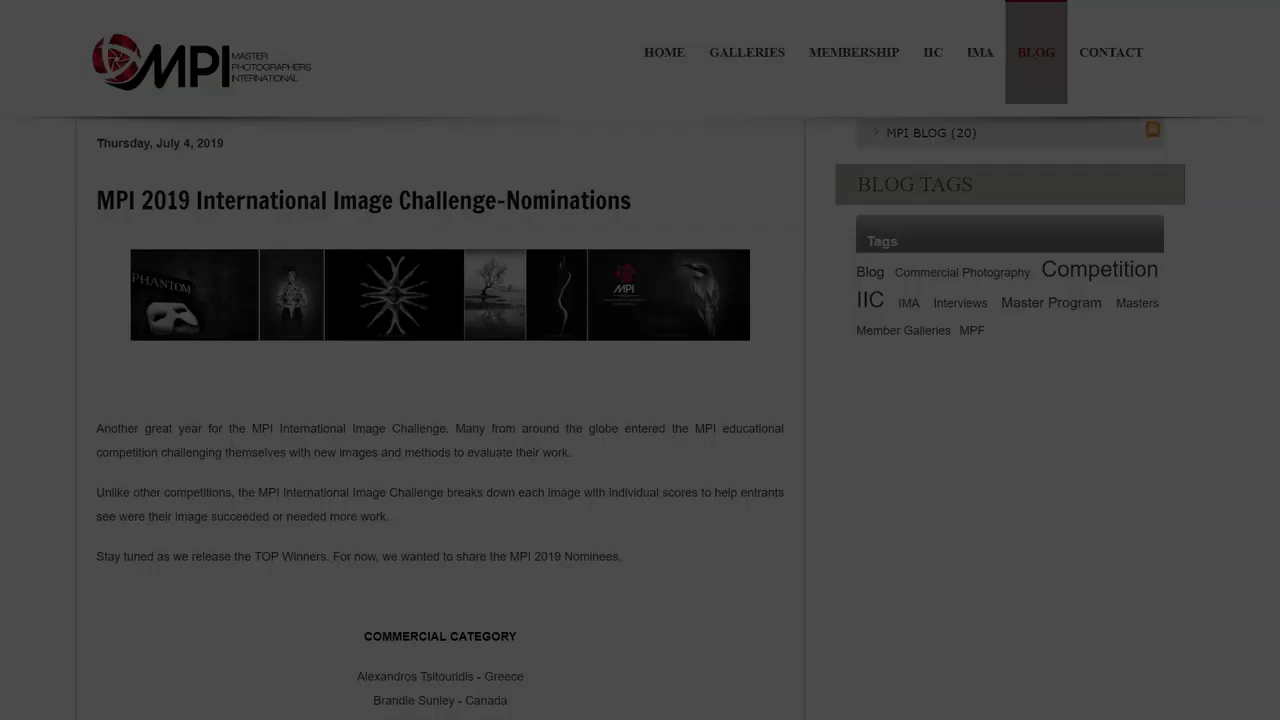 MPI MASTER
PHOTOGRAPHERS
INTERNATIONAL
HOME GALLERIES MEMBERSHIP IIC IMA BLOG CONTACT
Thursday, July 4, 2019
MPI 2019 International Image Challenge-Nominations
PHANTOM
MPI
Another great year for the MPI International Image Challenge. Many from around the globe entered the MPI educational
competition challenging themselves with new images and methods to evaluate their work.
Unlike other competitions, the MPI International Image Challenge breaks down each image with individual scores to help entrants
see were their image succeeded or needed more work.
Stay tuned as we release the TOP Winners. For now, we wanted to share the MPI 2019 Nominees.
COMMERCIAL CATEGORY
Alexandros Tsitouridis - Greece
Brandie Sunley - Canada
MPI BLOG (20)
BLOG TAGS
Tags
Blog Commercial Photography Competition
IIC IMA Interviews Master Program Masters
Member Galleries MPF